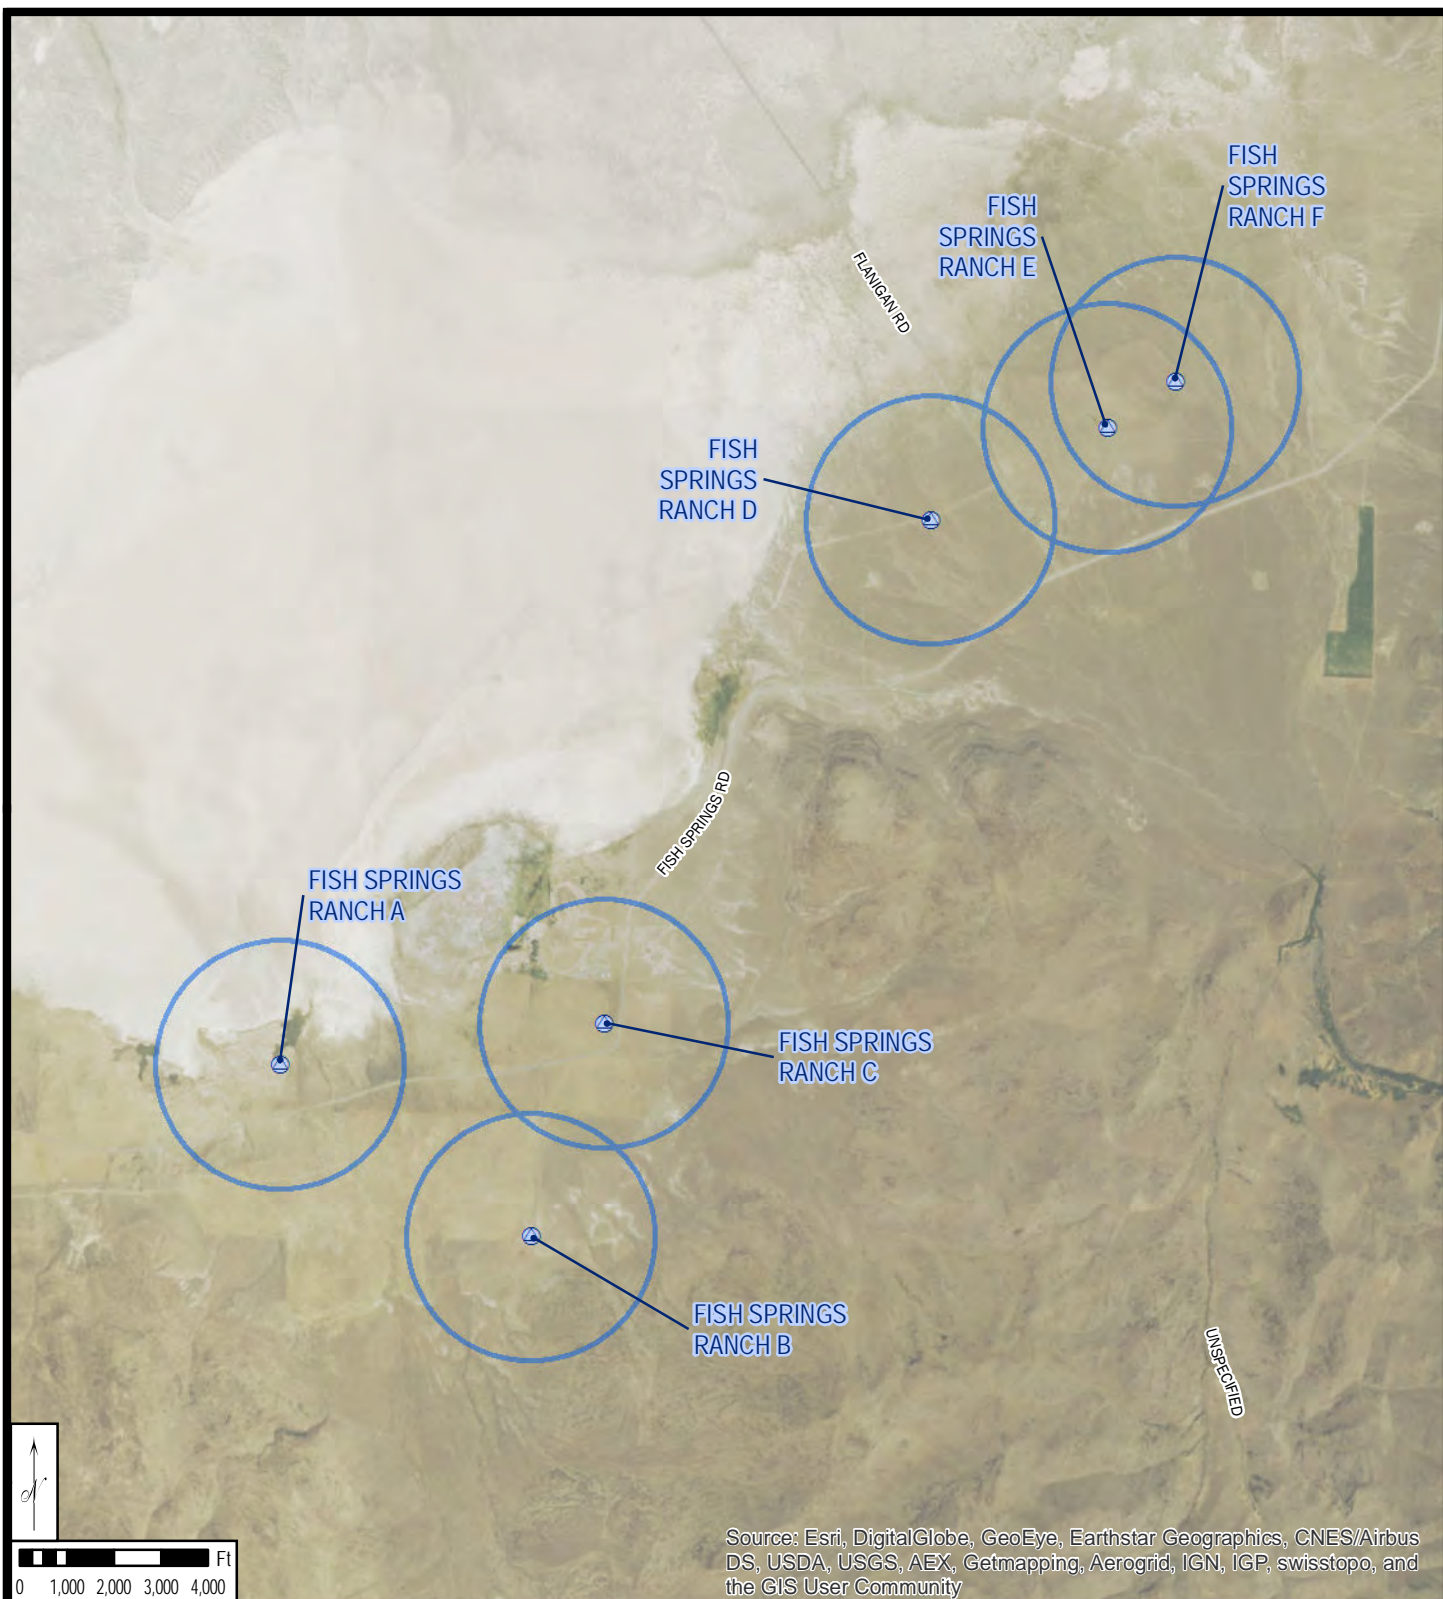 FISH
SPRINGS
RANCH F
FISH
SPRINGS
RANCH E
FLANIGAN RD
FISH
SPRINGS
RANCH D
FISH SPRINGS RD
FISH SPRINGS
RANCH A
FISH SPRINGS
RANCH C
FISH SPRINGS
RANCH B
UNSPECIFIED
N
Ft
0 1,000 2,000 3,000 4,000
Source: Esri, DigitalGlobe, GeoEye, Earthstar Geographics, CNES/Airbus
DS, USDA, USGS, AEX, Getmapping, Aerogrid, IGN, IGP, swisstopo, and
the GIS User Community